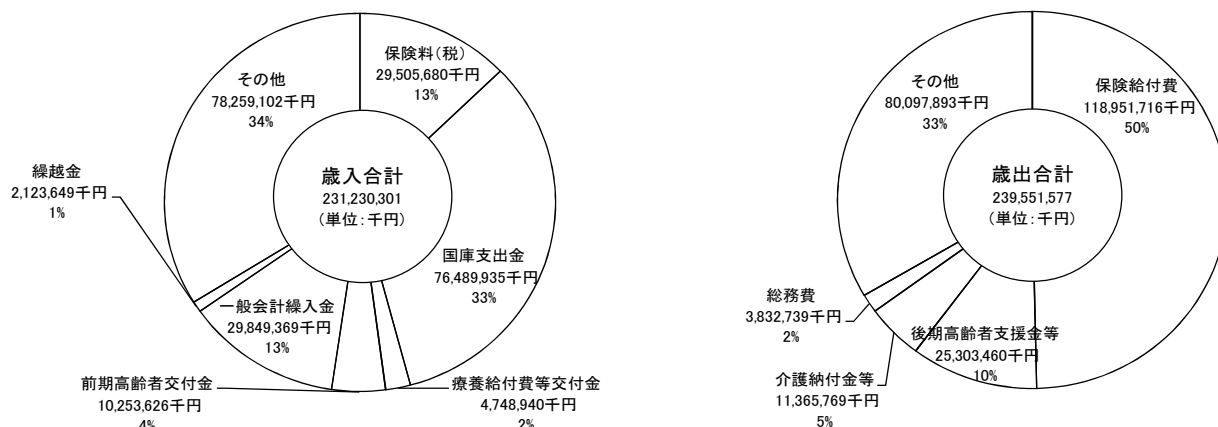 保険料(税)
29,505,680千円
13%
国庫支出金
76,489,935千円
33%
療養給付費等交付金
4,748,940千円
2%
前期高齢者交付金
10,253,626千円
4%
一般会計繰入金
29,849,369千円
13%
繰越金
2,123,649千円
1%
その他
78,259,102千円
34%
歳入合計
231,230,301
(単位:千円)
保険給付費
118,951,716千円
50%
後期高齢者支援金等
25,303,460千円
10%
介護納付金等
11,365,769千円
5%
総務費
3,832,739千円
2%
その他
80,097,893千円
33%
歳出合計
239,551,577
(単位:千円)